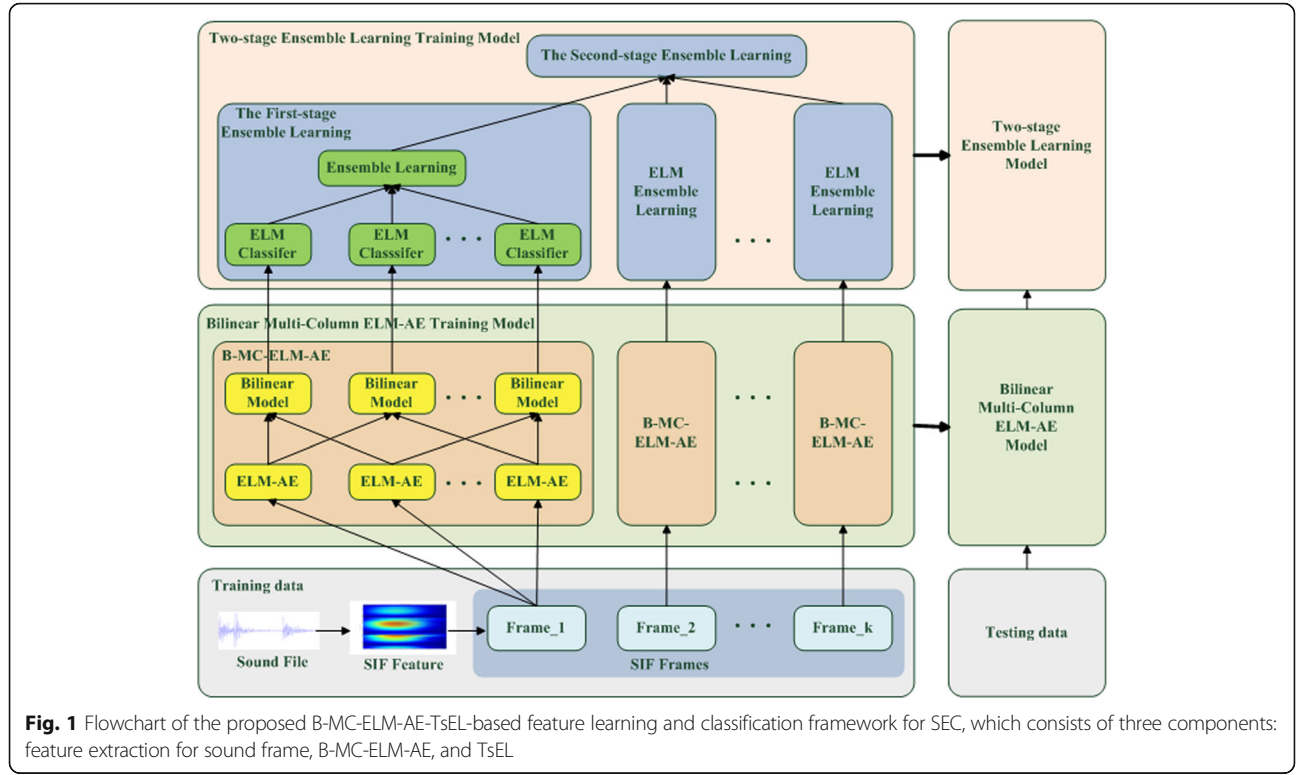 Two-stage Ensemble Learning Training Model
The Second-stage Ensemble Learning
The First-stage
Ensemble Learning
Ensemble Learning
ELM
Classifer
ELM
Classsifer
. . .
ELM
Classifier
ELM
Ensemble
Learning
. . .
ELM
Ensemble
Learning
Two-stage
Ensemble Learning
Model
Bilinear Multi-Column ELM-AE Training Model
B-MC-ELM-AE
Bilinear
Model
Bilinear
Model
. . .
Bilinear
Model
ELM-AE
ELM-AE
. . .
ELM-AE
B-MC-
ELM-AE
. . .
. . .
B-MC-
ELM-AE
Bilinear
Multi-Column
ELM-AE
Model
Training data
Sound File
SIF Feature
Frame_1
Frame_2
. . .
Frame_k
SIF Frames
Testing data
Fig. 1 Flowchart of the proposed B-MC-ELM-AE-TsEL-based feature learning and classification framework for SEC, which consists of three components:
feature extraction for sound frame, B-MC-ELM-AE, and TsEL